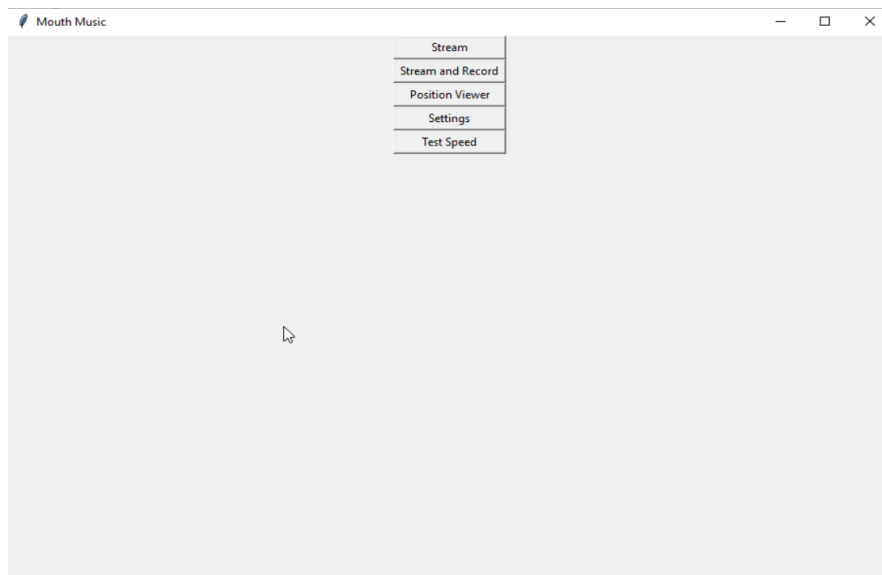 Mouth Music
Stream
Stream and Record
Position Viewer
Settings
Test Speed